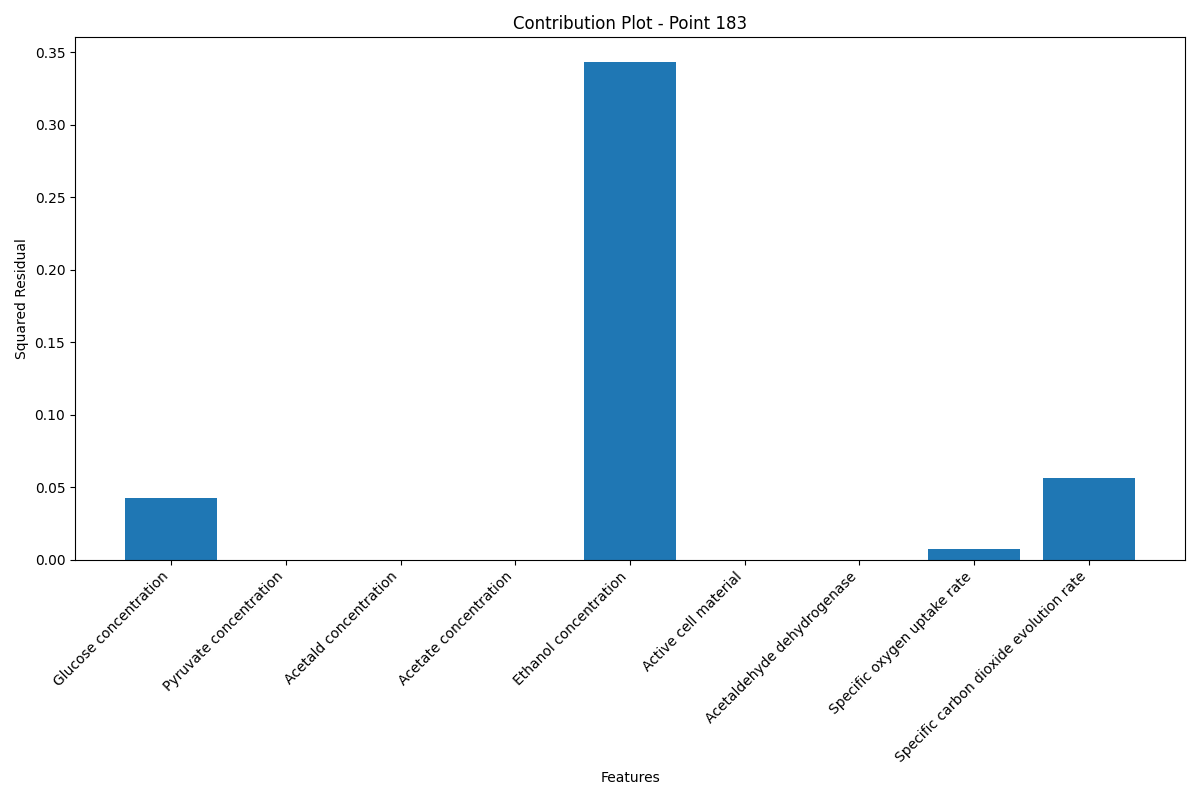 Contribution Plot - Point 183
Squared Residual
0.35
0.30
0.25
0.20
0.15
0.10
0.05
0.00
Glucose concentration
Pyruvate concentration
Acetald concentration
Acetate concentration
Ethanol concentration
Active cell material
Acetaldehyde dehydrogenase
Specific oxygen uptake rate
Specific carbon dioxide evolution rate
Features